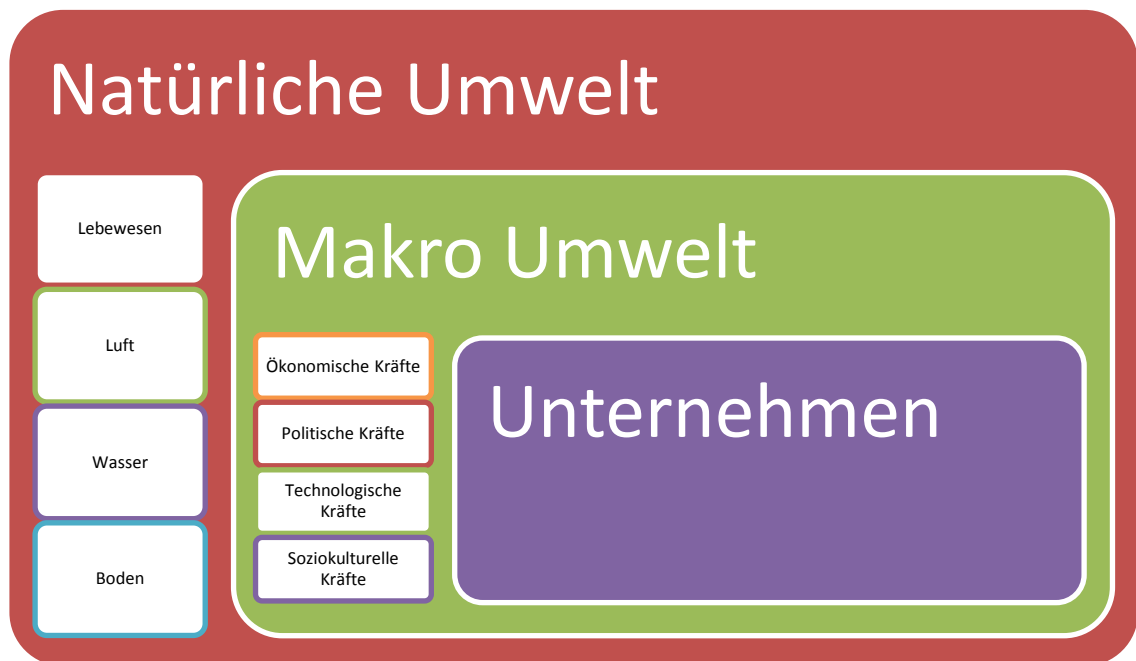 Natürliche Umwelt
Lebewesen
Luft
Wasser
Boden
Makro Umwelt
Ökonomische Kräfte
Politische Kräfte
Technologische
Kräfte
Soziokulturelle
Kräfte
Unternehmen